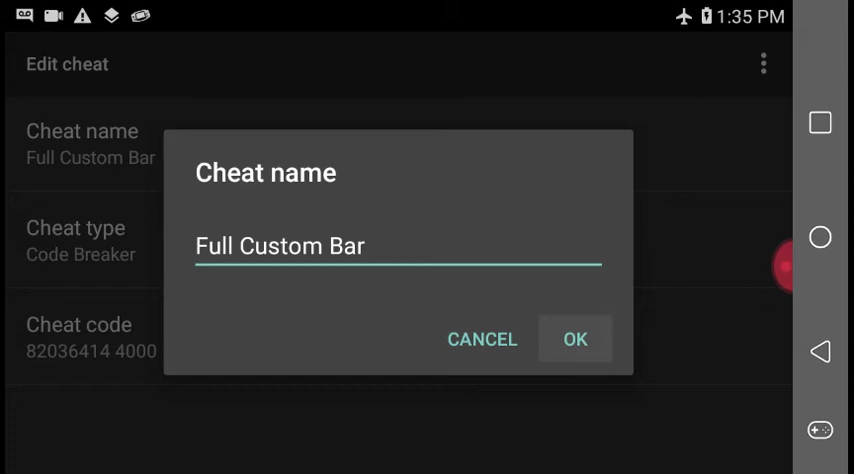 1:35 PM
Edit cheat
Cheat name
Full Custom Bar
Cheat type
Code Breaker
Cheat code
82036414 4000
Cheat name
Full Custom Bar
CANCEL OK